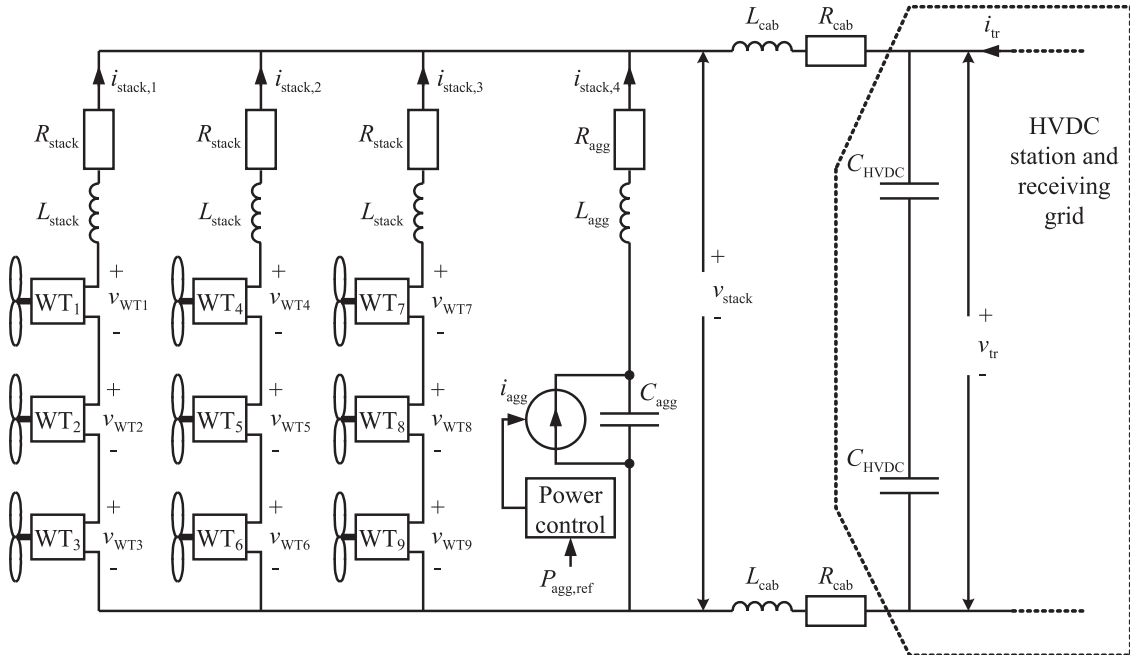 L_cab R_cab
i_tr
i_stack,1 i_stack,2 i_stack,3 i_stack,4
R_stack R_stack R_stack R_agg
HVDC
station and
receiving
grid
C_HVDC
L_stack L_stack L_stack L_agg
+ + + +
WT_1 v_WT1 WT_4 v_WT4 WT_7 v_WT7 v_stack
- - - -
+
v_tr
-
+ + +
i_agg C_agg
WT_2 v_WT2 WT_5 v_WT5 WT_8 v_WT8
- - -
C_HVDC
Power
control
+ + +
WT_3 v_WT3 WT_6 v_WT6 WT_9 v_WT9
- - -
P_agg,ref
L_cab R_cab